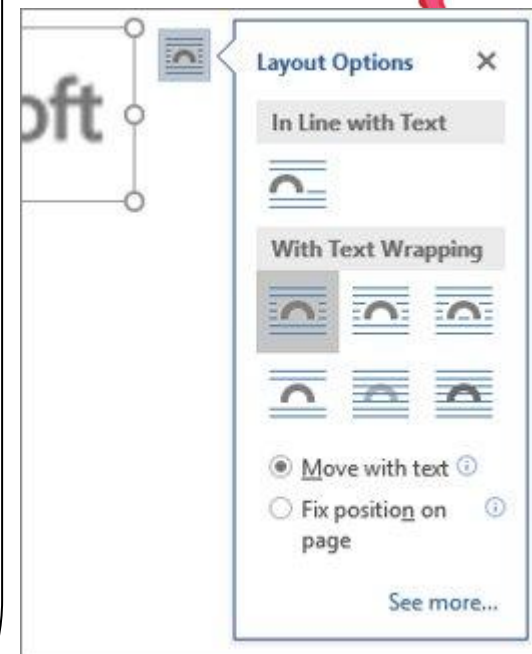 oft
Layout Options
In Line with Text
With Text Wrapping
Move with text
Fix position on
page
See more...